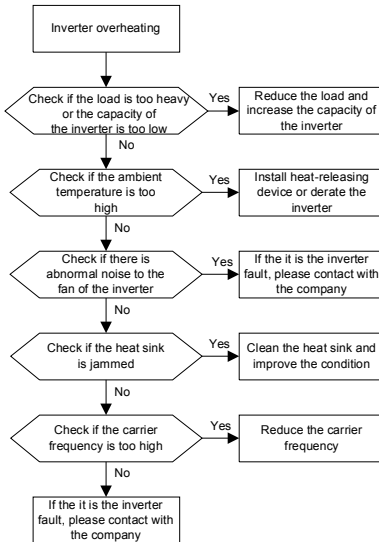 Inverter overheating
Check if the load is too heavy
or the capacity of
the inverter is too low
Yes
Reduce the load and
increase the capacity of
the inverter
No
Check if the ambient
temperature is too
high
Yes
Install heat-releasing
device or derate the
inverter
No
Check if there is
abnormal noise to the
fan of the inverter
Yes
If the it is the inverter
fault, please contact with
the company
No
Check if the heat sink
is jammed
Yes
Clean the heat sink and
improve the condition
No
Check if the carrier
frequency is too high
Yes
Reduce the carrier
frequency
No
If the it is the inverter
fault, please contact with
the company